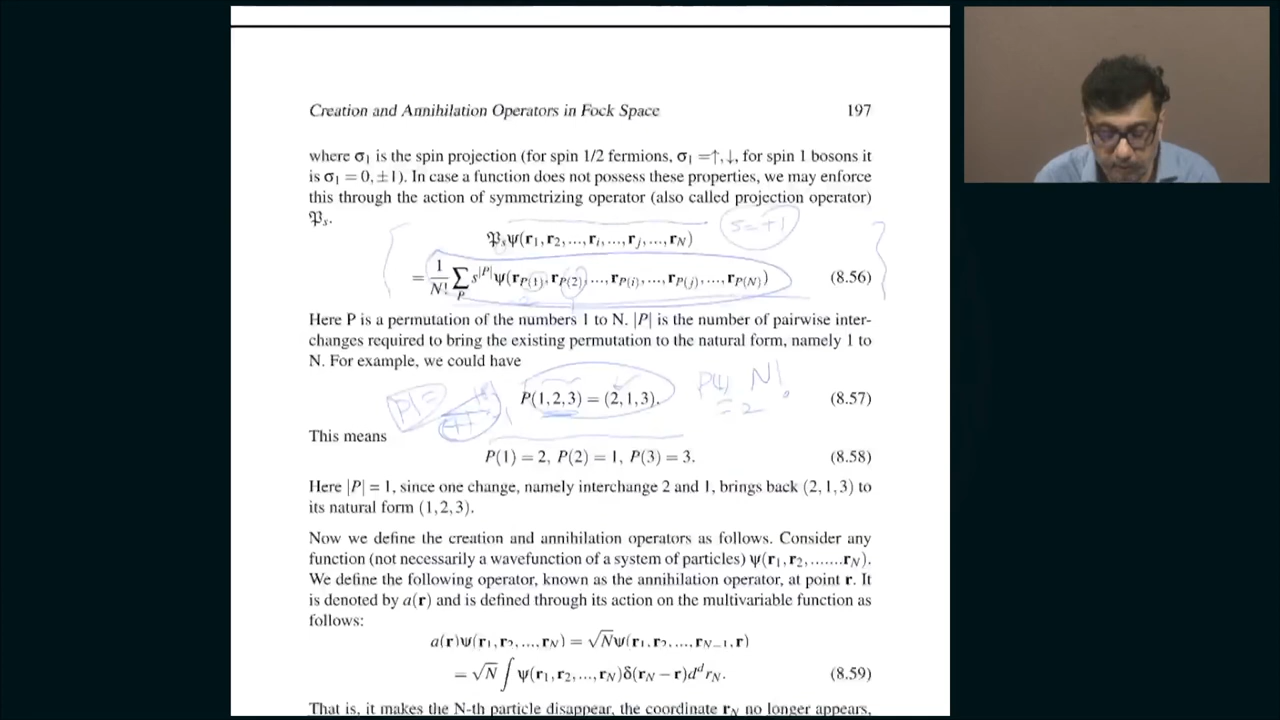 Creation and Annihilation Operators in Fock Space 197
where σ₁ is the spin projection (for spin 1/2 fermions, σ₁ =↑,↓, for spin 1 bosons it
is σ₁ = 0, ±1). In case a function does not possess these properties, we may enforce
this through the action of symmetrizing operator (also called projection operator)
𝔓ₛ.
s=+1
𝔓ₛψ(r₁,r₂,...,rᵢ,...,rⱼ,...,r_N)
= 1/N! ∑_P s^|P| ψ(r_P(1), r_P(2), ..., r_P(i), ..., r_P(j), ..., r_P(N)) (8.56)
Here P is a permutation of the numbers 1 to N. |P| is the number of pairwise inter-
changes required to bring the existing permutation to the natural form, namely 1 to
N. For example, we could have
P(1,2,3) = (2,1,3). (8.57)
P(1) = 2
N!
This means
P(1) = 2, P(2) = 1, P(3) = 3. (8.58)
Here |P| = 1, since one change, namely interchange 2 and 1, brings back (2,1,3) to
its natural form (1,2,3).
Now we define the creation and annihilation operators as follows. Consider any
function (not necessarily a wavefunction of a system of particles) ψ(r₁,r₂,.......r_N).
We define the following operator, known as the annihilation operator, at point r. It
is denoted by a(r) and is defined through its action on the multivariable function as
follows:
a(r)ψ(r₁,r₂,...,r_N) = √Nψ(r₁,r₂,...,r_N−1,r)
= √N ∫ ψ(r₁,r₂,...,r_N)δ(r_N − r)d^d r_N. (8.59)
That is, it makes the N-th particle disappear, the coordinate r_N no longer appears,